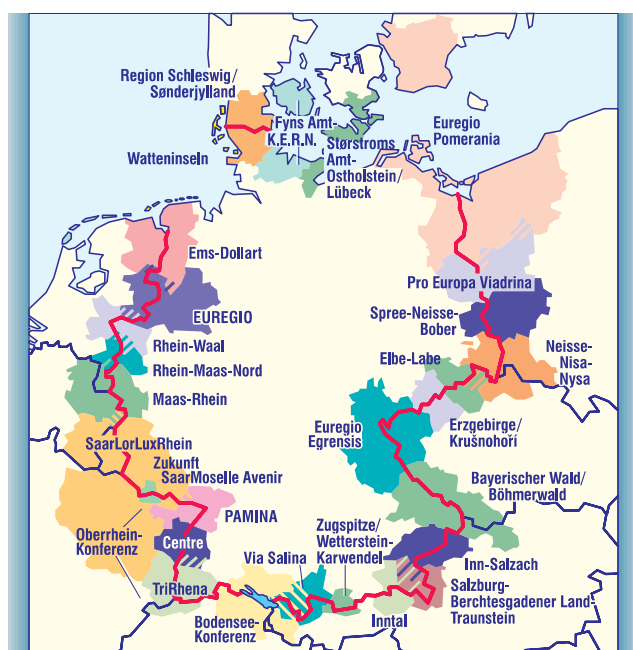 Region Schleswig/
Sønderjylland
Fyns Amt-
K.E.R.N.
Watteninseln
Størstroms
Amt-
Ostholstein/
Lübeck
Euregio
Pomerania
Ems-Dollart
Pro Europa Viadrina
EUREGIO
Spree-Neisse-
Bober
Rhein-Waal
Rhein-Maas-Nord
Maas-Rhein
Elbe-Labe
Neisse-
Nisa-
Nysa
Euregio
Egrensis
Erzgebirge/
Krušnohoří
SaarLorLuxRhein
Zukunft
SaarMoselle Avenir
Bayerischer Wald/
Böhmerwald
PAMINA
Oberrhein-
Konferenz
Centre
Zugspitze/
Wetterstein-
Karwendel
Via Salina
Inn-Salzach
TriRhena
Salzburg-
Berchtesgadener Land-
Traunstein
Bodensee-
Konferenz
Inntal